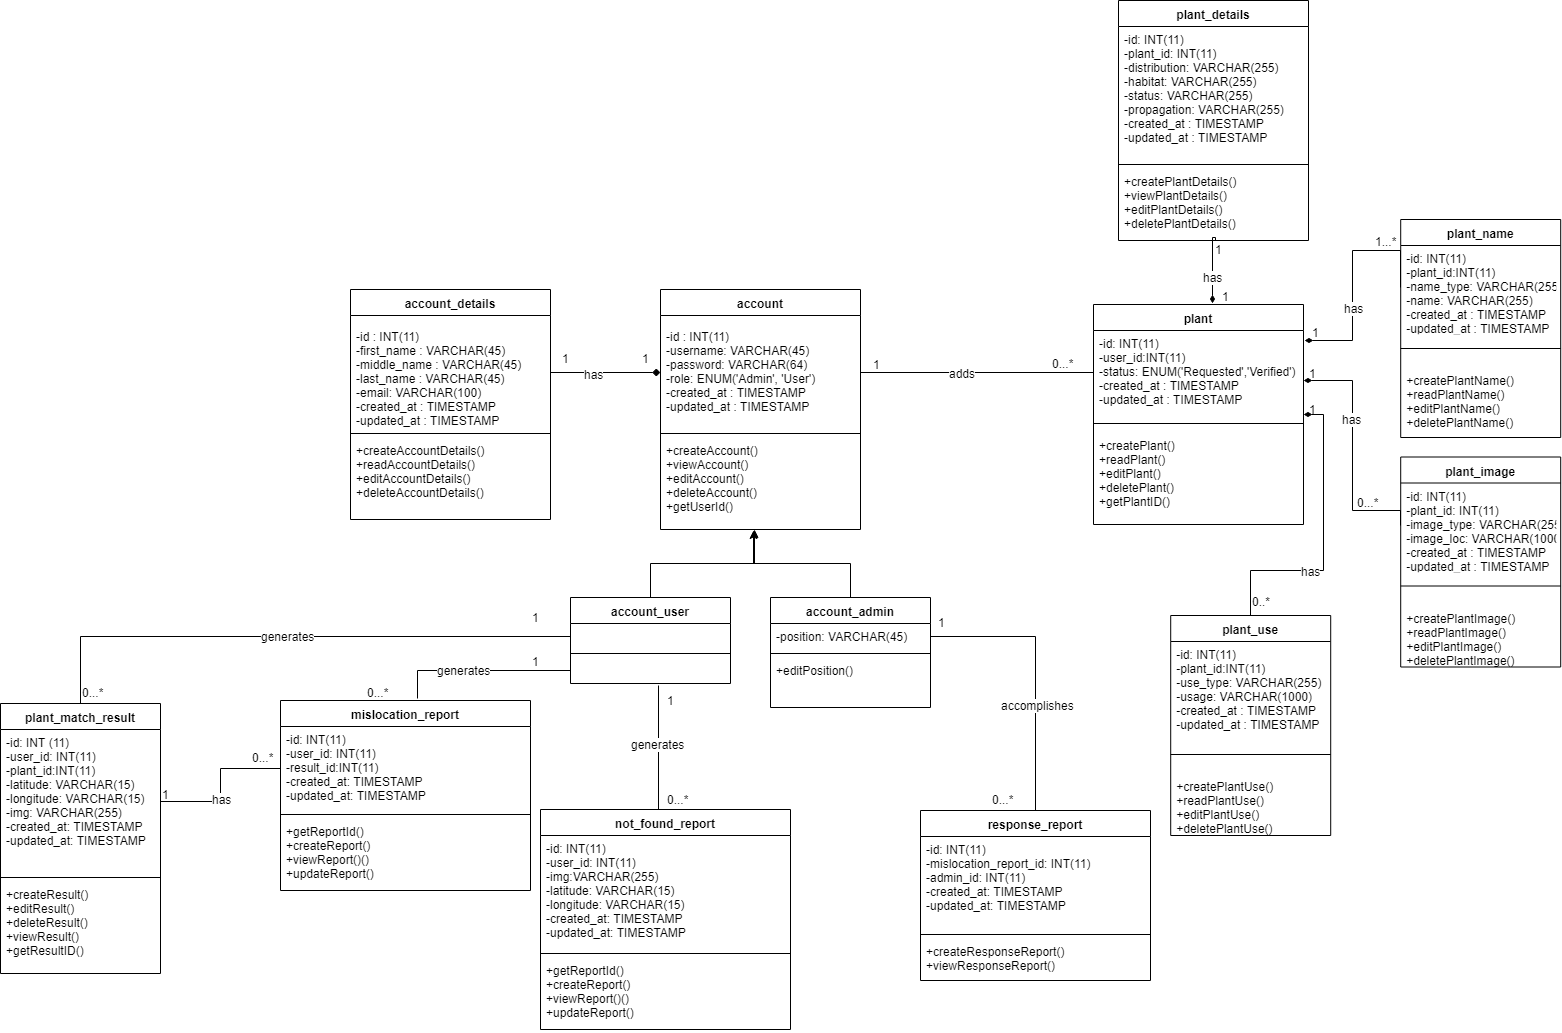 plant_details
-id: INT(11)
-plant_id: INT(11)
-distribution: VARCHAR(255)
-habitat: VARCHAR(255)
-status: VARCHAR(255)
-propagation: VARCHAR(255)
-created_at : TIMESTAMP
-updated_at : TIMESTAMP
+createPlantDetails()
+viewPlantDetails()
+editPlantDetails()
+deletePlantDetails()
1
has
1
plant_name
-id: INT(11)
-plant_id:INT(11)
-name_type: VARCHAR(255
-name: VARCHAR(255)
-created_at : TIMESTAMP
-updated_at : TIMESTAMP
+createPlantName()
+readPlantName()
+editPlantName()
+deletePlantName()
1...*
has
1
account_details
-id : INT(11)
-first_name : VARCHAR(45)
-middle_name : VARCHAR(45)
-last_name : VARCHAR(45)
-email: VARCHAR(100)
-created_at : TIMESTAMP
-updated_at : TIMESTAMP
+createAccountDetails()
+readAccountDetails()
+editAccountDetails()
+deleteAccountDetails()
1
has
1
account
-id : INT(11)
-username: VARCHAR(45)
-password: VARCHAR(64)
-role: ENUM('Admin', 'User')
-created_at : TIMESTAMP
-updated_at : TIMESTAMP
+createAccount()
+viewAccount()
+editAccount()
+deleteAccount()
+getUserId()
1
adds
0...*
plant
-id: INT(11)
-user_id:INT(11)
-status: ENUM('Requested','Verified')
-created_at : TIMESTAMP
-updated_at : TIMESTAMP
+createPlant()
+readPlant()
+editPlant()
+deletePlant()
+getPlantID()
1
has
0...*
1
has
0..*
plant_image
-id: INT(11)
-plant_id: INT(11)
-image_type: VARCHAR(255
-image_loc: VARCHAR(1000
-created_at : TIMESTAMP
-updated_at : TIMESTAMP
+createPlantImage()
+readPlantImage()
+editPlantImage()
+deletePlantImage()
plant_use
-id: INT(11)
-plant_id:INT(11)
-use_type: VARCHAR(255)
-usage: VARCHAR(1000)
-created_at : TIMESTAMP
-updated_at : TIMESTAMP
+createPlantUse()
+readPlantUse()
+editPlantUse()
+deletePlantUse()
account_user
account_admin
-position: VARCHAR(45)
+editPosition()
1
generates
0...*
1
generates
0...*
1
generates
0...*
1
accomplishes
0...*
plant_match_result
-id: INT (11)
-user_id: INT(11)
-plant_id:INT(11)
-latitude: VARCHAR(15)
-longitude: VARCHAR(15)
-img: VARCHAR(255)
-created_at: TIMESTAMP
-updated_at: TIMESTAMP
+createResult()
+editResult()
+deleteResult()
+viewResult()
+getResultID()
1
has
0...*
mislocation_report
-id: INT(11)
-user_id: INT(11)
-result_id:INT(11)
-created_at: TIMESTAMP
-updated_at: TIMESTAMP
+getReportId()
+createReport()
+viewReport()()
+updateReport()
not_found_report
-id: INT(11)
-user_id: INT(11)
-img:VARCHAR(255)
-latitude: VARCHAR(15)
-longitude: VARCHAR(15)
-created_at: TIMESTAMP
-updated_at: TIMESTAMP
+getReportId()
+createReport()
+viewReport()()
+updateReport()
response_report
-id: INT(11)
-mislocation_report_id: INT(11)
-admin_id: INT(11)
-created_at: TIMESTAMP
-updated_at: TIMESTAMP
+createResponseReport()
+viewResponseReport()